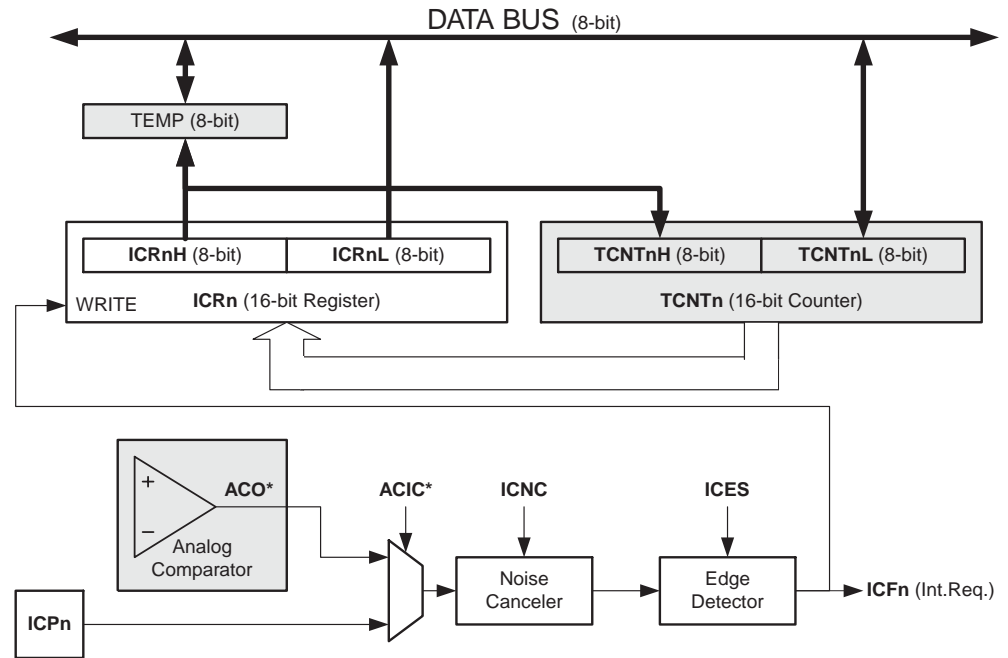 DATA BUS (8-bit)
TEMP (8-bit)
ICRnH (8-bit)
ICRnL (8-bit)
TCNTnH (8-bit)
TCNTnL (8-bit)
WRITE
ICRn (16-bit Register)
TCNTn (16-bit Counter)
+
−
ACO*
Analog
Comparator
ACIC*
ICNC
ICES
Noise
Canceler
Edge
Detector
ICFn (Int.Req.)
ICPn